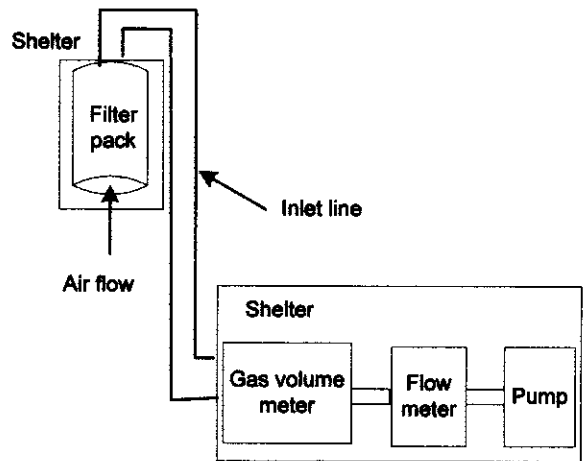 Shelter
Filter
pack
Inlet line
Air flow
Shelter
Gas volume
meter
Flow
meter
Pump